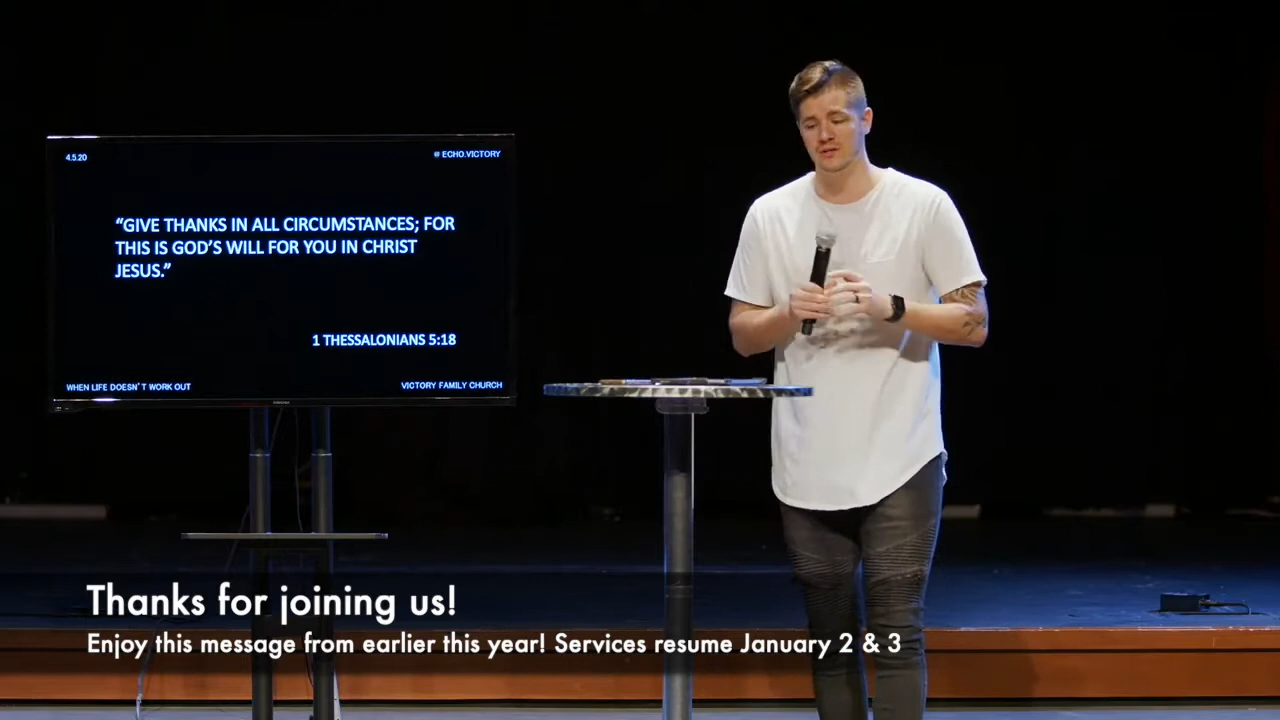 4.5.20
@ ECHO.VICTORY
“GIVE THANKS IN ALL CIRCUMSTANCES; FOR
THIS IS GOD’S WILL FOR YOU IN CHRIST
JESUS.”
1 THESSALONIANS 5:18
WHEN LIFE DOESN’T WORK OUT
VICTORY FAMILY CHURCH
Thanks for joining us!
Enjoy this message from earlier this year! Services resume January 2 & 3